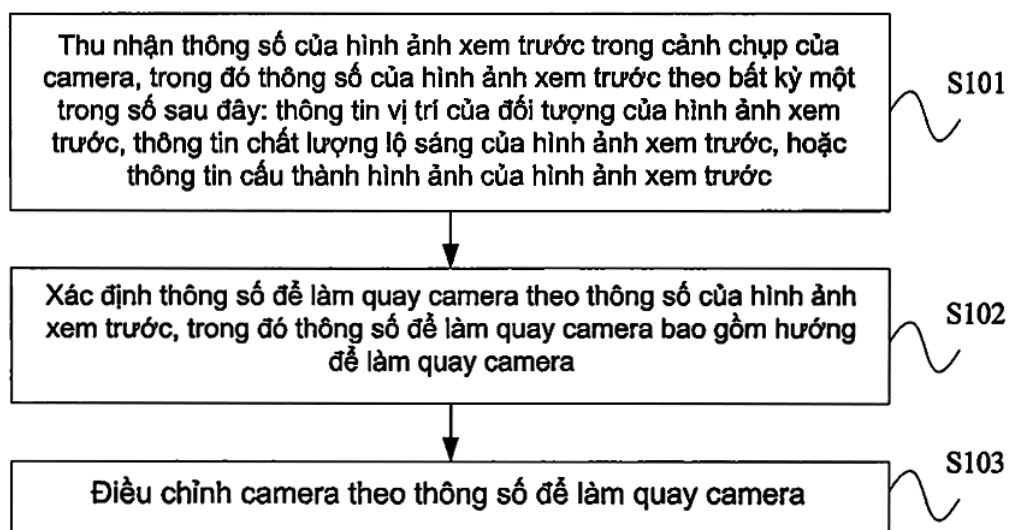 Thu nhận thông số của hình ảnh xem trước trong cảnh chụp của
camera, trong đó thông số của hình ảnh xem trước theo bất kỳ một
trong số sau đây: thông tin vị trí của đối tượng của hình ảnh xem
trước, thông tin chất lượng lộ sáng của hình ảnh xem trước, hoặc
thông tin cấu thành hình ảnh của hình ảnh xem trước
S101
Xác định thông số để làm quay camera theo thông số của hình ảnh
xem trước, trong đó thông số để làm quay camera bao gồm hướng
để làm quay camera
S102
Điều chỉnh camera theo thông số để làm quay camera
S103